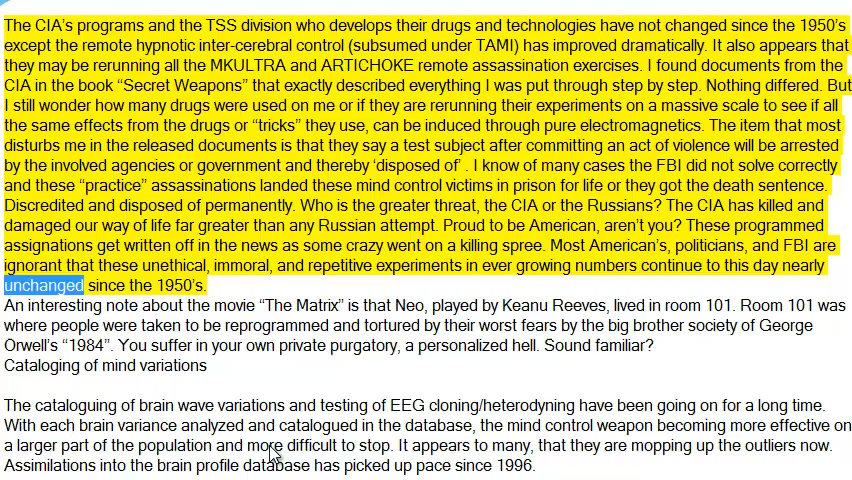 The CIA’s programs and the TSS division who develops their drugs and technologies have not changed since the 1950’s
except the remote hypnotic inter-cerebral control (subsumed under TAMI) has improved dramatically. It also appears that
they may be rerunning all the MKULTRA and ARTICHOKE remote assassination exercises. I found documents from the
CIA in the book “Secret Weapons” that exactly described everything I was put through step by step. Nothing differed. But
I still wonder how many drugs were used on me or if they are rerunning their experiments on a massive scale to see if all
the same effects from the drugs or “tricks” they use, can be induced through pure electromagnetics. The item that most
disturbs me in the released documents is that they say a test subject after committing an act of violence will be arrested
by the involved agencies or government and thereby ‘disposed of’ . I know of many cases the FBI did not solve correctly
and these “practice” assassinations landed these mind control victims in prison for life or they got the death sentence.
Discredited and disposed of permanently. Who is the greater threat, the CIA or the Russians? The CIA has killed and
damaged our way of life far greater than any Russian attempt. Proud to be American, aren’t you? These programmed
assignations get written off in the news as some crazy went on a killing spree. Most American’s, politicians, and FBI are
ignorant that these unethical, immoral, and repetitive experiments in ever growing numbers continue to this day nearly
unchanged since the 1950’s.
An interesting note about the movie “The Matrix” is that Neo, played by Keanu Reeves, lived in room 101. Room 101 was
where people were taken to be reprogrammed and tortured by their worst fears by the big brother society of George
Orwell’s “1984”. You suffer in your own private purgatory, a personalized hell. Sound familiar?
Cataloging of mind variations
The cataloguing of brain wave variations and testing of EEG cloning/heterodyning have been going on for a long time.
With each brain variance analyzed and catalogued in the database, the mind control weapon becoming more effective on
a larger part of the population and more difficult to stop. It appears to many, that they are mopping up the outliers now.
Assimilations into the brain profile database has picked up pace since 1996.